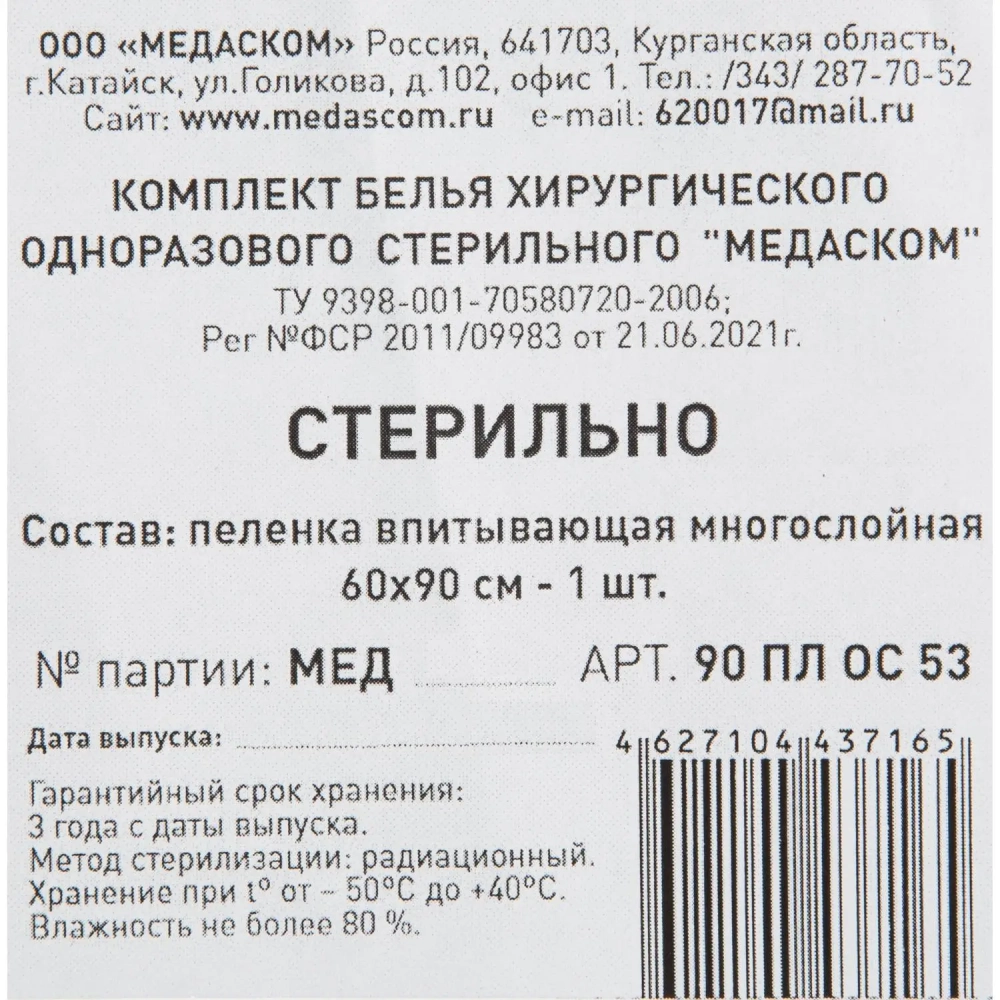 ООО «МЕДАСКОМ» Россия, 641703, Курганская область,
г.Катайск, ул.Голикова, д.102, офис 1. Тел.: /343/ 287-70-52
Сайт: www.medascom.ru e-mail: 620017@mail.ru
КОМПЛЕКТ БЕЛЬЯ ХИРУРГИЧЕСКОГО
ОДНОРАЗОВОГО СТЕРИЛЬНОГО "МЕДАСКОМ"
ТУ 9398-001-70580720-2006;
Рег №ФСР 2011/09983 от 21.06.2021г.
СТЕРИЛЬНО
Состав: пеленка впитывающая многослойная
60х90 см - 1 шт.
№ партии: МЕД
АРТ. 90 ПЛ ОС 53
Дата выпуска:
4 627104 437165
Гарантийный срок хранения:
3 года с даты выпуска.
Метод стерилизации: радиационный.
Хранение при t° от – 50°С до +40°С.
Влажность не более 80 %.